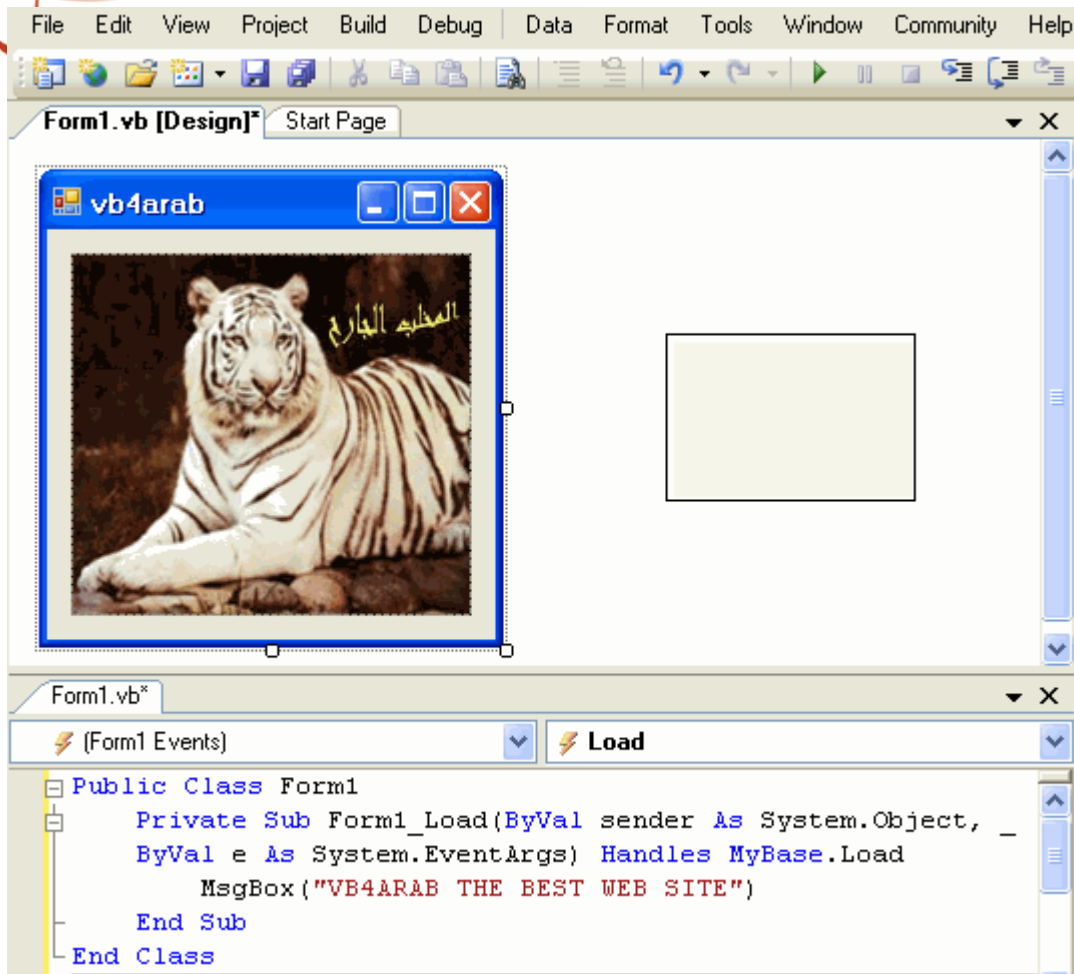 File Edit View Project Build Debug Data Format Tools Window Community Help
Form1.vb [Design]* Start Page
vb4arab
المخلب الجارح
Form1.vb*
(Form1 Events) Load
Public Class Form1
Private Sub Form1_Load(ByVal sender As System.Object, _
ByVal e As System.EventArgs) Handles MyBase.Load
MsgBox("VB4ARAB THE BEST WEB SITE")
End Sub
End Class